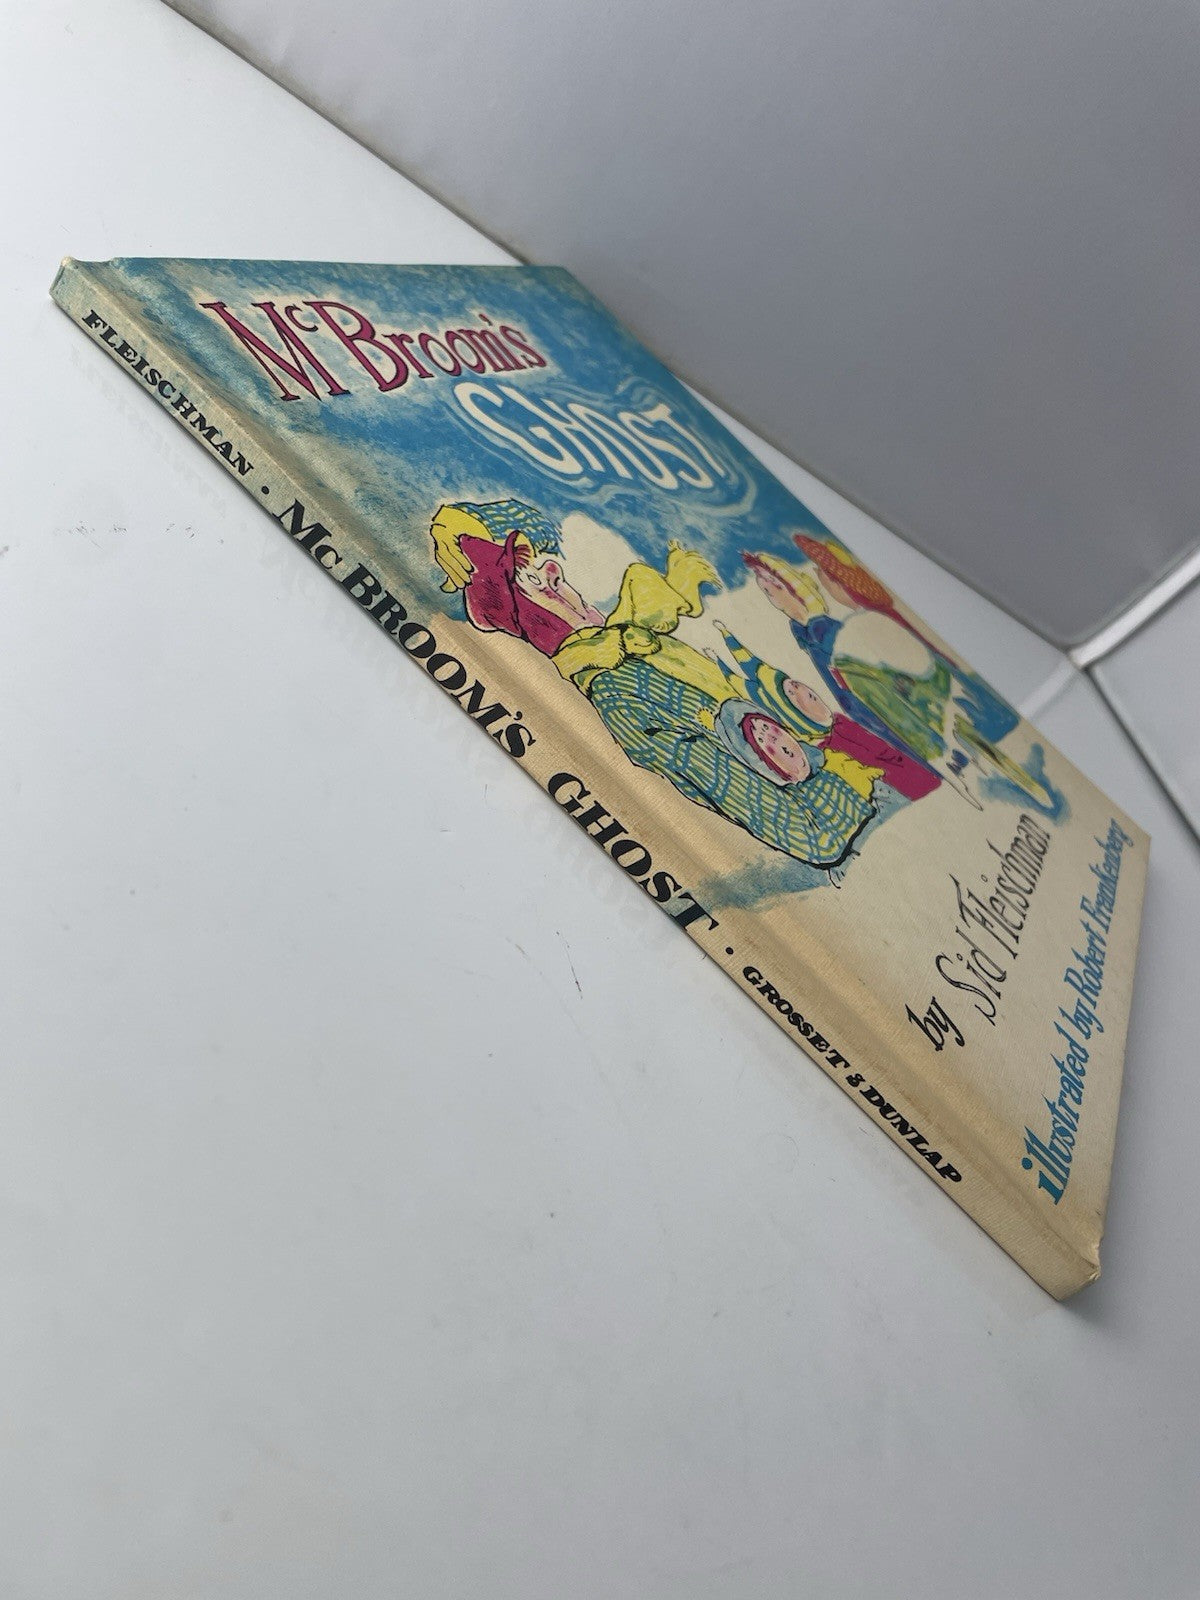 McBroom's
GHOST
by Sid Fleischman
illustrated by Robert Frankenberg
FLEISCHMAN • McBROOM'S GHOST • GROSSET & DUNLAP